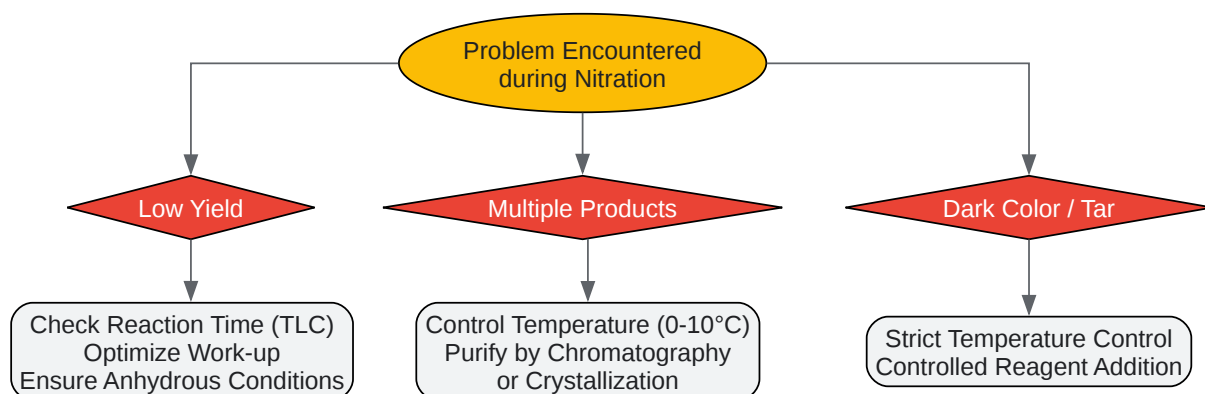 Problem Encountered
during Nitration
Low Yield
Multiple Products
Dark Color / Tar
Check Reaction Time (TLC)
Optimize Work-up
Ensure Anhydrous Conditions
Control Temperature (0-10°C)
Purify by Chromatography
or Crystallization
Strict Temperature Control
Controlled Reagent Addition